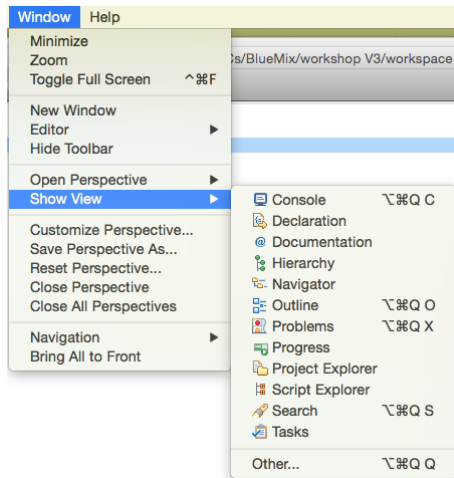 Window Help
Minimize
Zoom
Toggle Full Screen ^⌘F
New Window
Editor ▶
Hide Toolbar
Open Perspective ▶
Show View ▶
Customize Perspective...
Save Perspective As...
Reset Perspective...
Close Perspective
Close All Perspectives
Navigation ▶
Bring All to Front
s/BlueMix/workshop V3/workspace
Console ⌥⌘Q C
Declaration
@ Documentation
Hierarchy
Navigator
Outline ⌥⌘Q O
Problems ⌥⌘Q X
Progress
Project Explorer
Script Explorer
Search ⌥⌘Q S
Tasks
Other... ⌥⌘Q Q